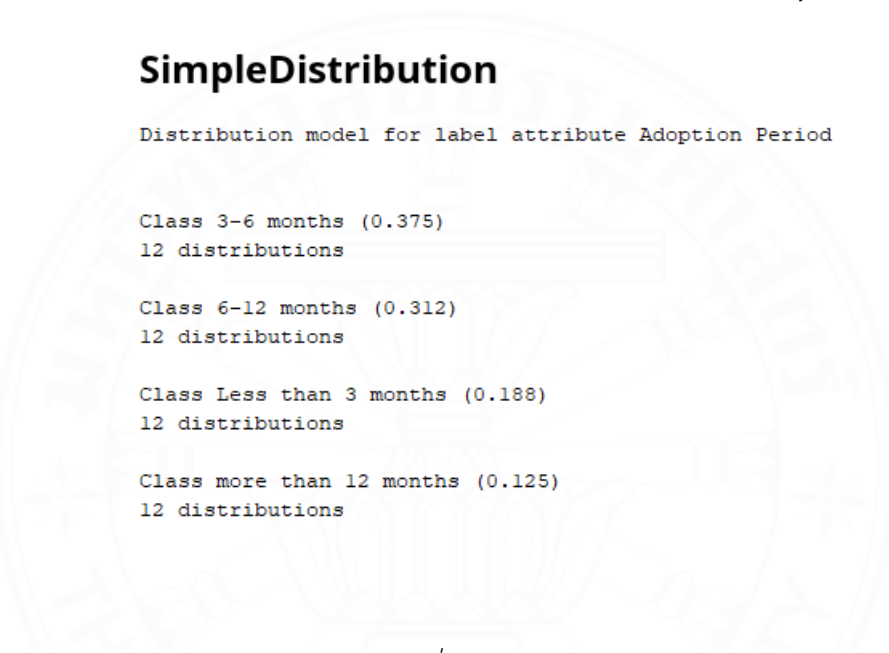 SimpleDistribution
Distribution model for label attribute Adoption Period
Class 3-6 months (0.375)
12 distributions
Class 6-12 months (0.312)
12 distributions
Class Less than 3 months (0.188)
12 distributions
Class more than 12 months (0.125)
12 distributions